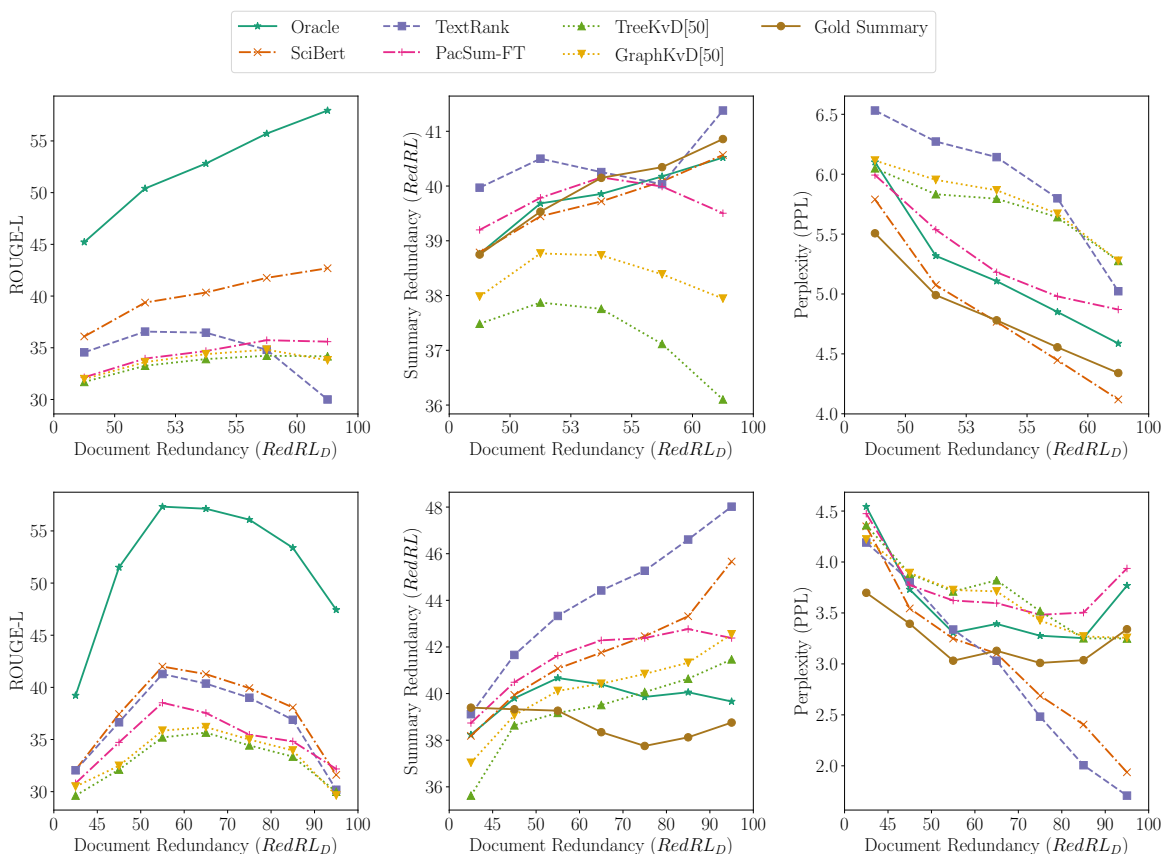 Oracle TextRank TreeKvD[50] Gold Summary
SciBert PacSum-FT GraphKvD[50]
ROUGE-L
55
50
45
40
35
30
0 50 53 55 60 100
Document Redundancy (RedRL_D)
Summary Redundancy (RedRL)
41
40
39
38
37
36
0 50 53 55 60 100
Document Redundancy (RedRL_D)
Perplexity (PPL)
6.5
6.0
5.5
5.0
4.5
4.0
0 50 53 55 60 100
Document Redundancy (RedRL_D)
ROUGE-L
55
50
45
40
35
30
0 45 50 60 70 80 90 100
Document Redundancy (RedRL_D)
Summary Redundancy (RedRL)
48
46
44
42
40
38
36
0 45 50 60 70 80 90 100
Document Redundancy (RedRL_D)
Perplexity (PPL)
4.5
4.0
3.5
3.0
2.5
2.0
0 45 50 60 70 80 90 100
Document Redundancy (RedRL_D)